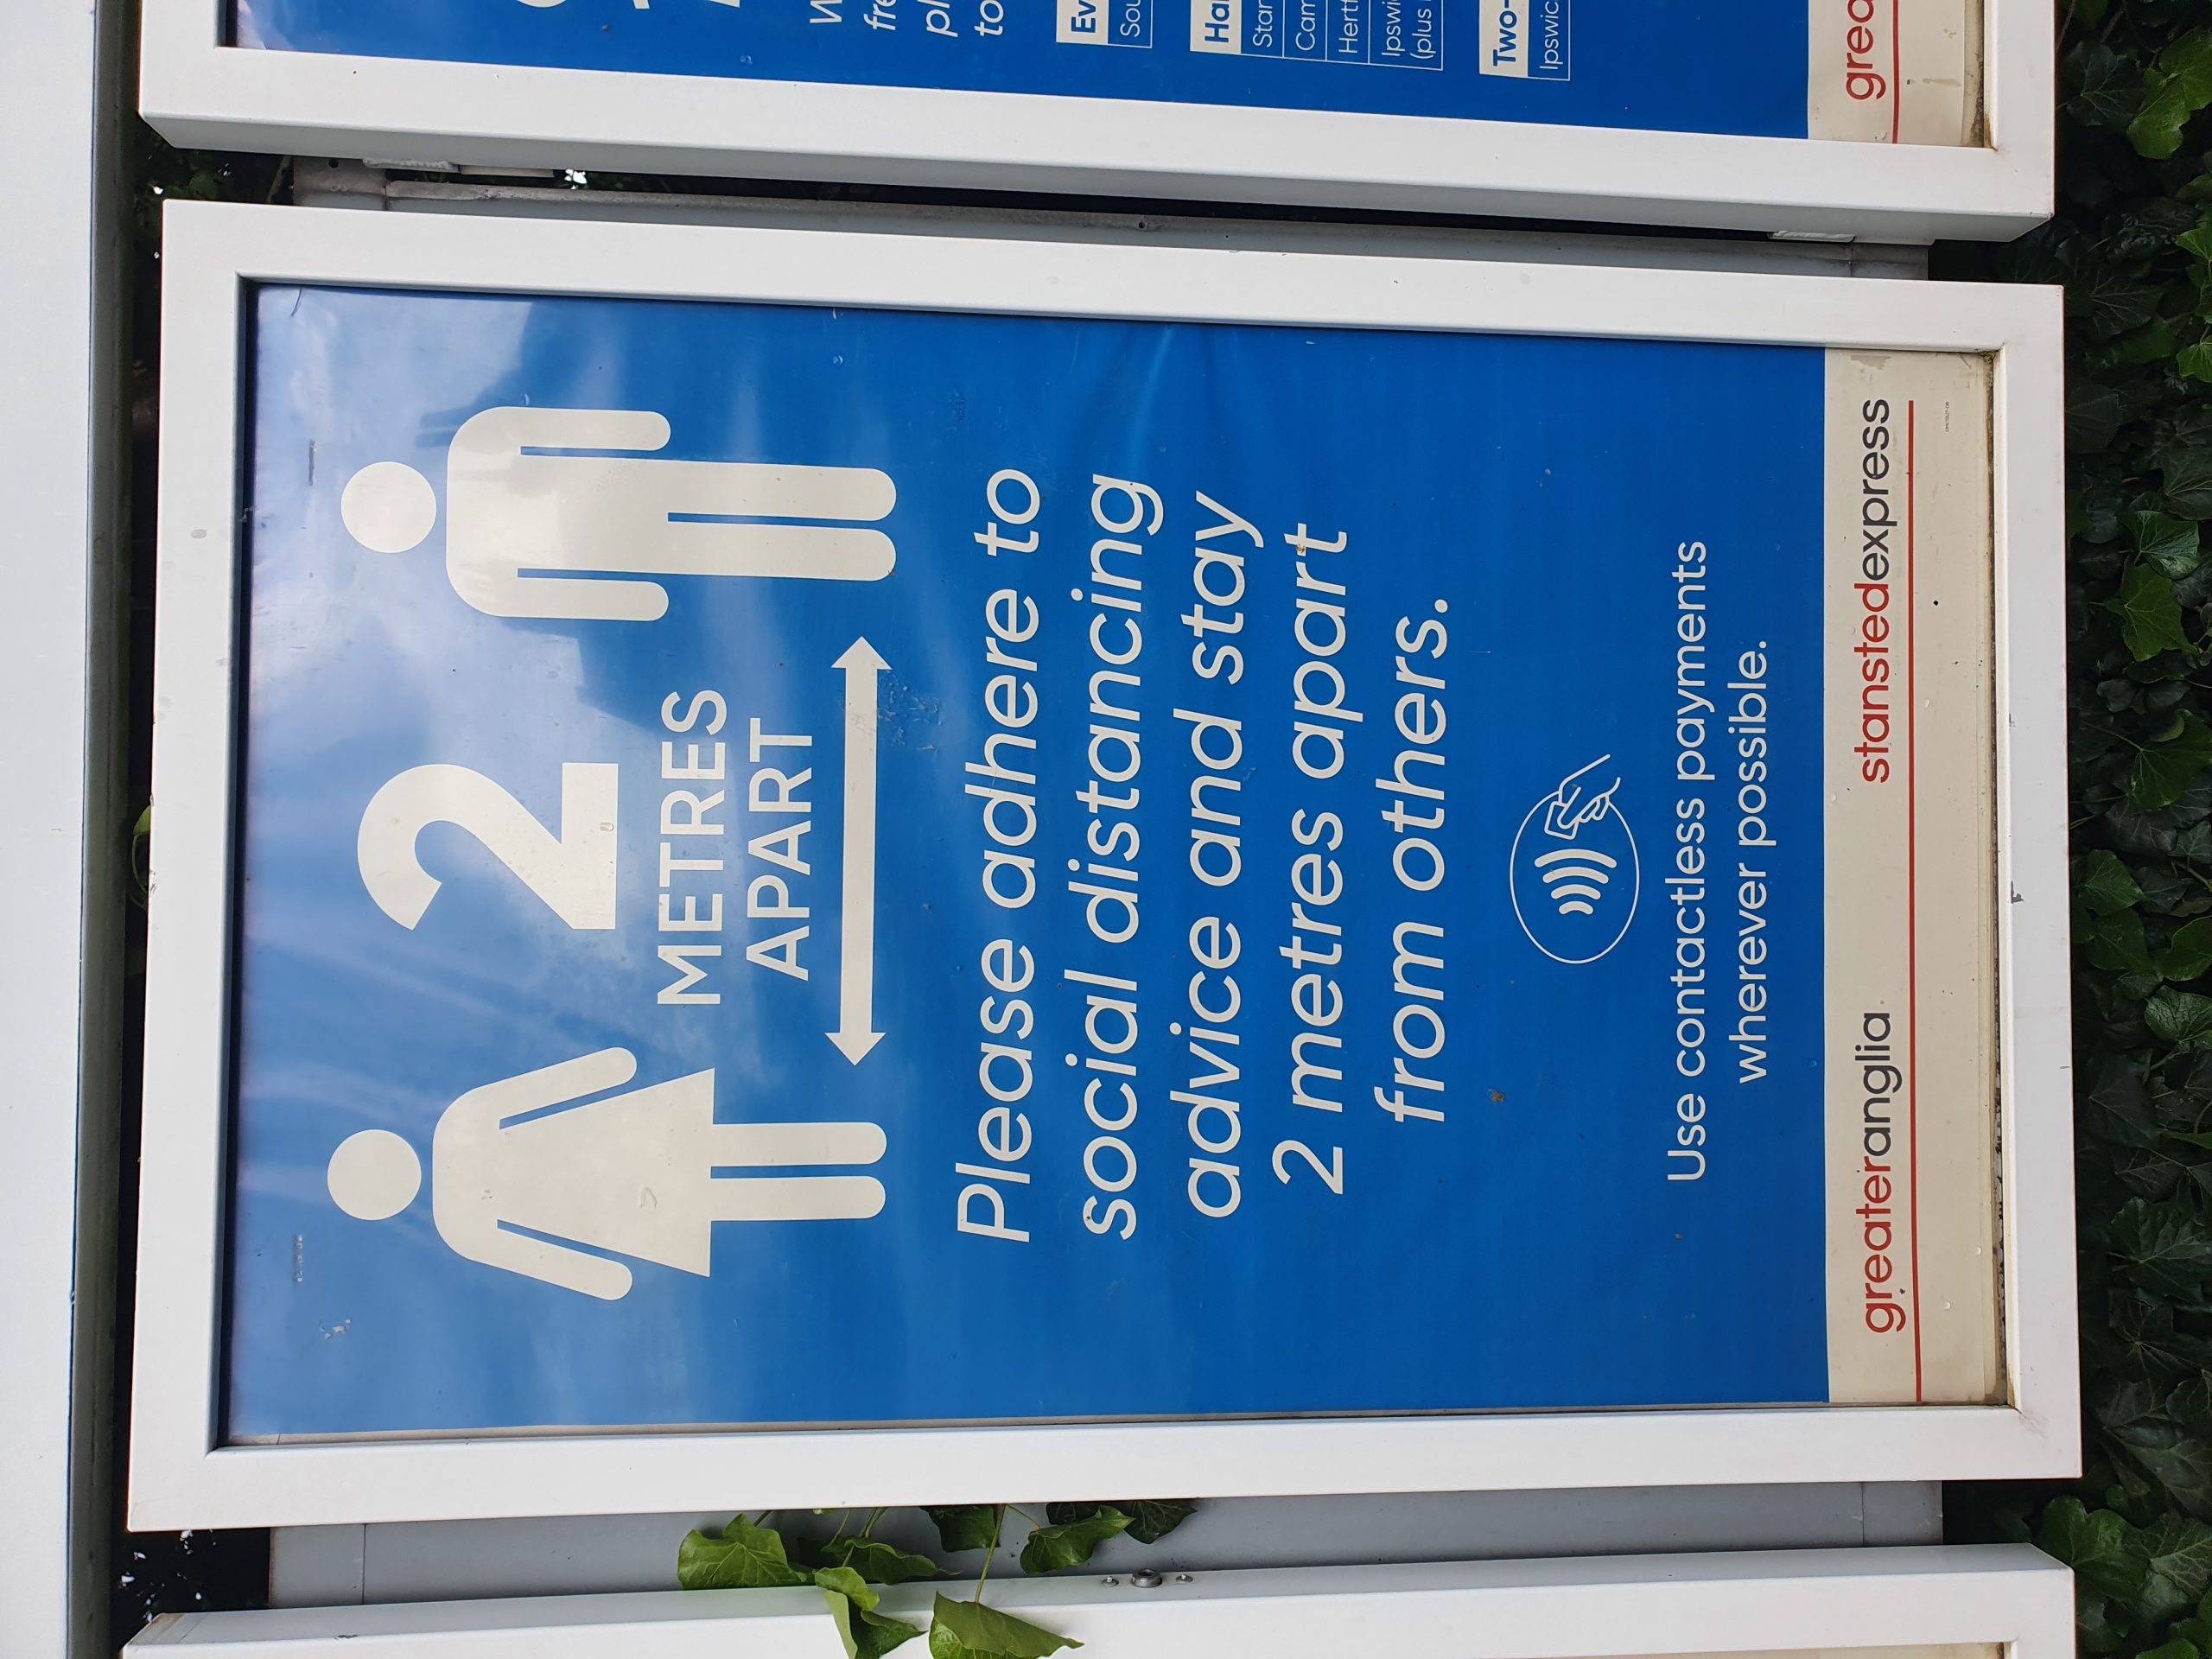 2
METRES
APART
Please adhere to
social distancing
advice and stay
2 metres apart
from others.
Use contactless payments
wherever possible.
greateranglia
stanstedexpress